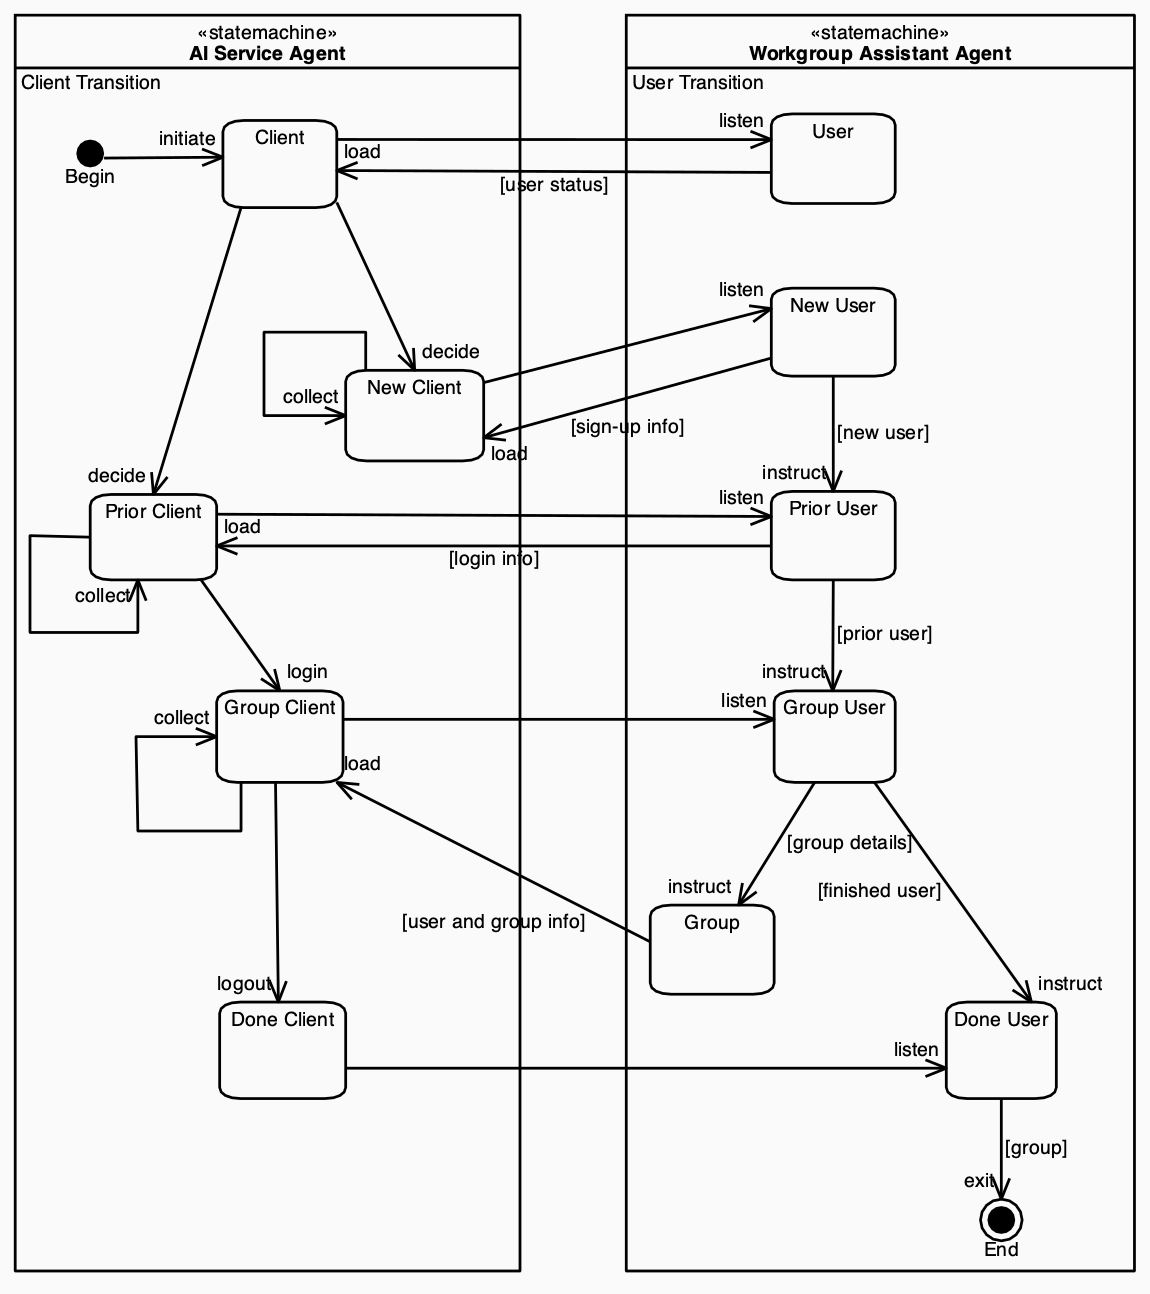 «statemachine»
AI Service Agent
Client Transition
«statemachine»
Workgroup Assistant Agent
User Transition
Begin
initiate
Client
load
listen
User
[user status]
decide
New Client
collect
load
listen
New User
[sign-up info]
[new user]
instruct
decide
Prior Client
load
collect
listen
Prior User
[login info]
[prior user]
instruct
login
Group Client
collect
load
listen
Group User
[group details]
[finished user]
instruct
Group
[user and group info]
logout
Done Client
instruct
Done User
listen
[group]
exit
End